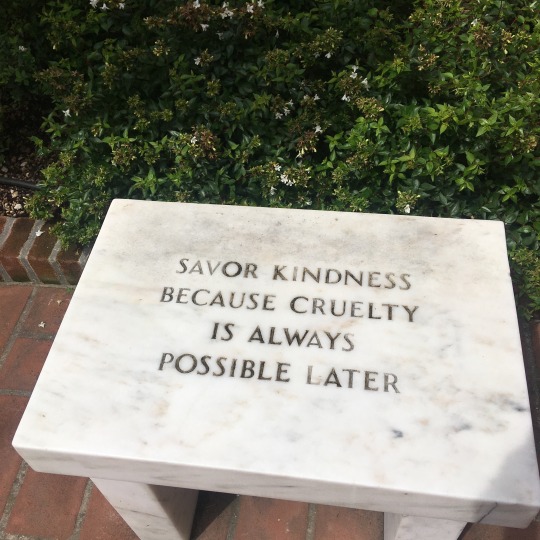 SAVOR KINDNESS
BECAUSE CRUELTY
IS ALWAYS
POSSIBLE LATER